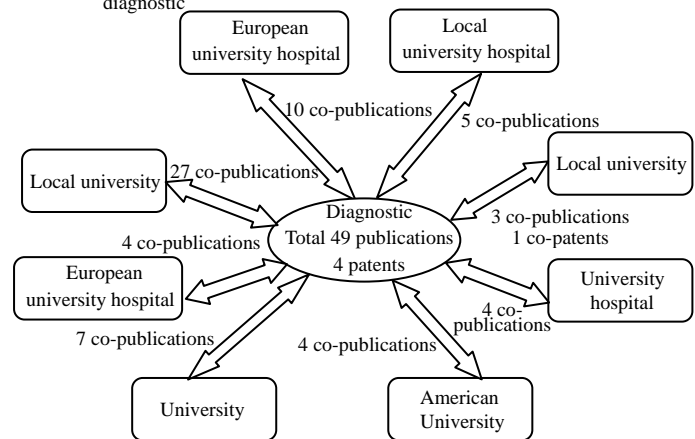 diagnostic
European
university hospital
Local
university hospital
10 co-publications
5 co-publications
Local university
27 co-publications
Local university
Diagnostic
Total 49 publications
4 patents
3 co-publications
1 co-patents
4 co-publications
European
university hospital
University
hospital
4 co-
publications
7 co-publications
4 co-publications
University
American
University